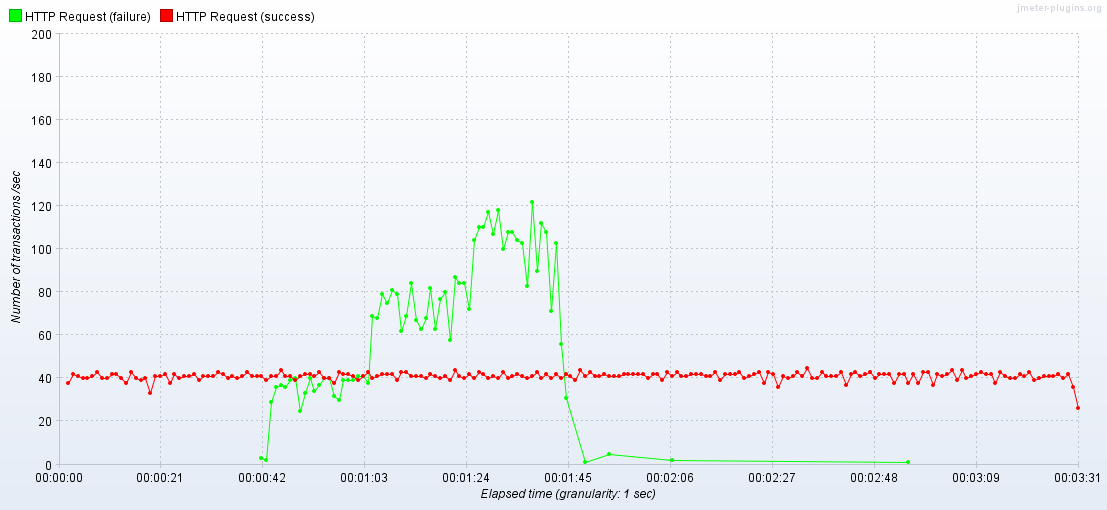 jmeter-plugins.org
HTTP Request (failure) HTTP Request (success)
200
180
160
140
120
100
80
60
40
20
0
Number of transactions /sec
00:00:00 00:00:21 00:00:42 00:01:03 00:01:24 00:01:45 00:02:06 00:02:27 00:02:48 00:03:09 00:03:31
Elapsed time (granularity: 1 sec)